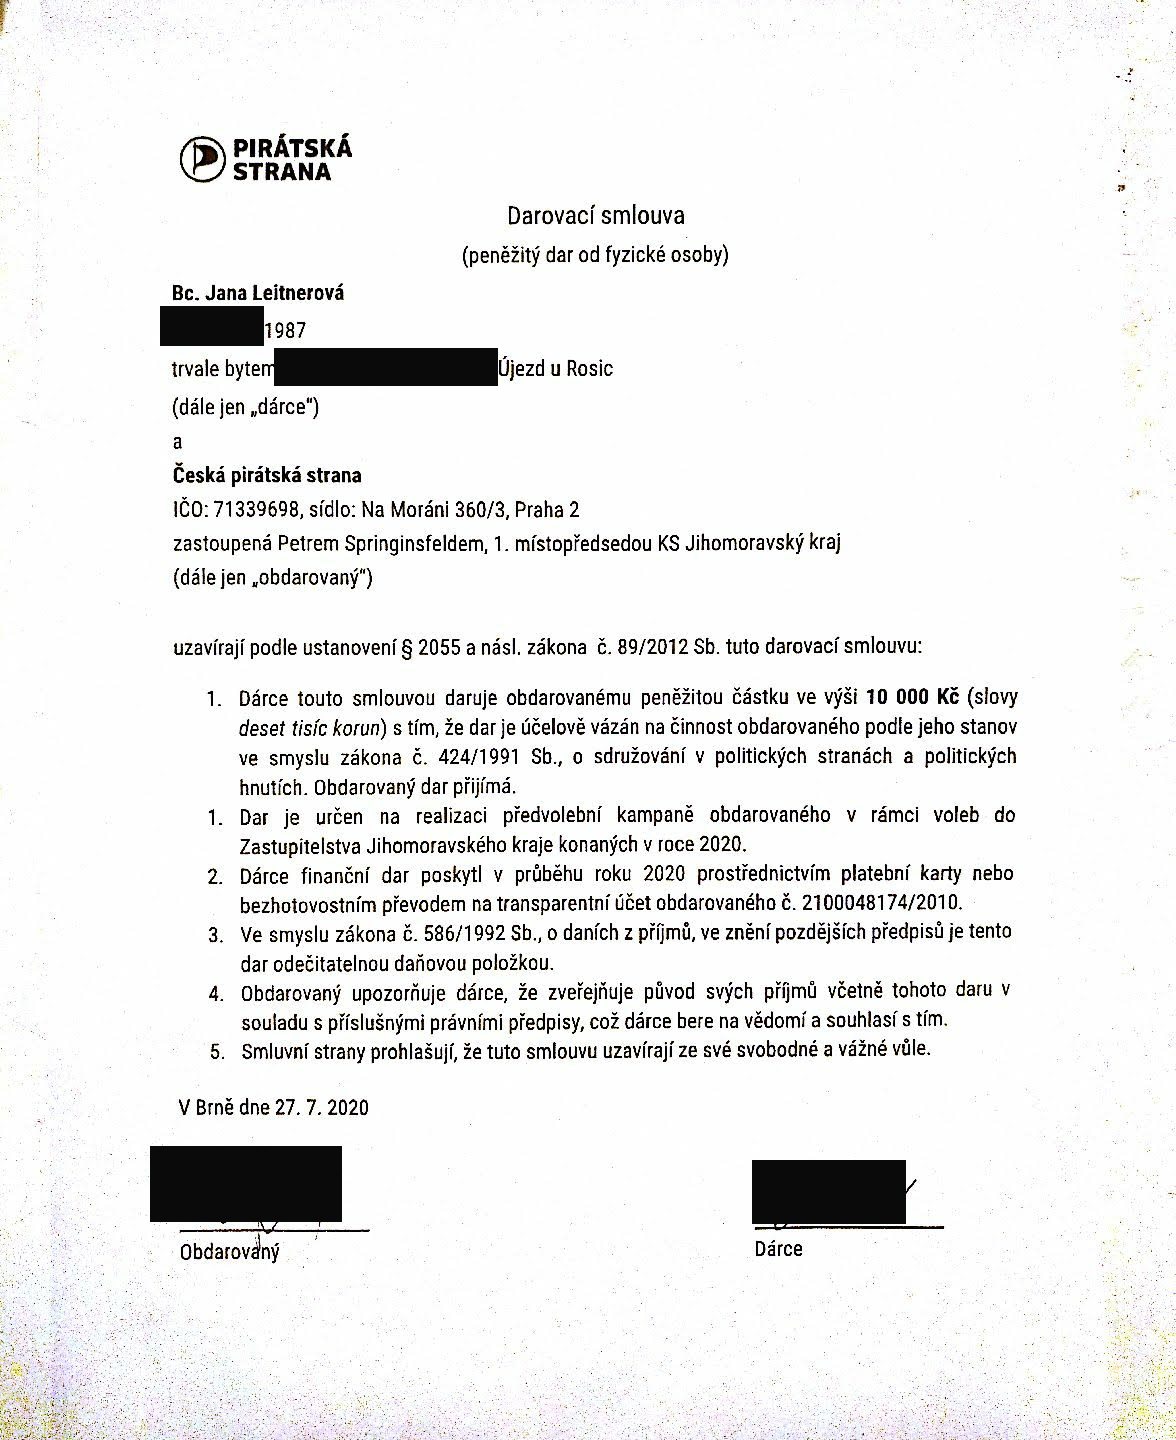 PIRÁTSKÁ
STRANA
Darovací smlouva
(peněžitý dar od fyzické osoby)
Bc. Jana Leitnerová
1987
trvale bytem Újezd u Rosic
(dále jen „dárce“)
a
Česká pirátská strana
IČO: 71339698, sídlo: Na Moráni 360/3, Praha 2
zastoupená Petrem Springinsfeldem, 1. místopředsedou KS Jihomoravský kraj
(dále jen „obdarovaný“)
uzavírají podle ustanovení § 2055 a násl. zákona č. 89/2012 Sb. tuto darovací smlouvu:
1. Dárce touto smlouvou daruje obdarovanému peněžitou částku ve výši 10 000 Kč (slovy
deset tisíc korun) s tím, že dar je účelově vázán na činnost obdarovaného podle jeho stanov
ve smyslu zákona č. 424/1991 Sb., o sdružování v politických stranách a politických
hnutích. Obdarovaný dar přijímá.
1. Dar je určen na realizaci předvolební kampaně obdarovaného v rámci voleb do
Zastupitelstva Jihomoravského kraje konaných v roce 2020.
2. Dárce finanční dar poskytl v průběhu roku 2020 prostřednictvím platební karty nebo
bezhotovostním převodem na transparentní účet obdarovaného č. 2100048174/2010.
3. Ve smyslu zákona č. 586/1992 Sb., o daních z příjmů, ve znění pozdějších předpisů je tento
dar odečitatelnou daňovou položkou.
4. Obdarovaný upozorňuje dárce, že zveřejňuje původ svých příjmů včetně tohoto daru v
souladu s příslušnými právními předpisy, což dárce bere na vědomí a souhlasí s tím.
5. Smluvní strany prohlašují, že tuto smlouvu uzavírají ze své svobodné a vážné vůle.
V Brně dne 27. 7. 2020
Obdarovaný
Dárce